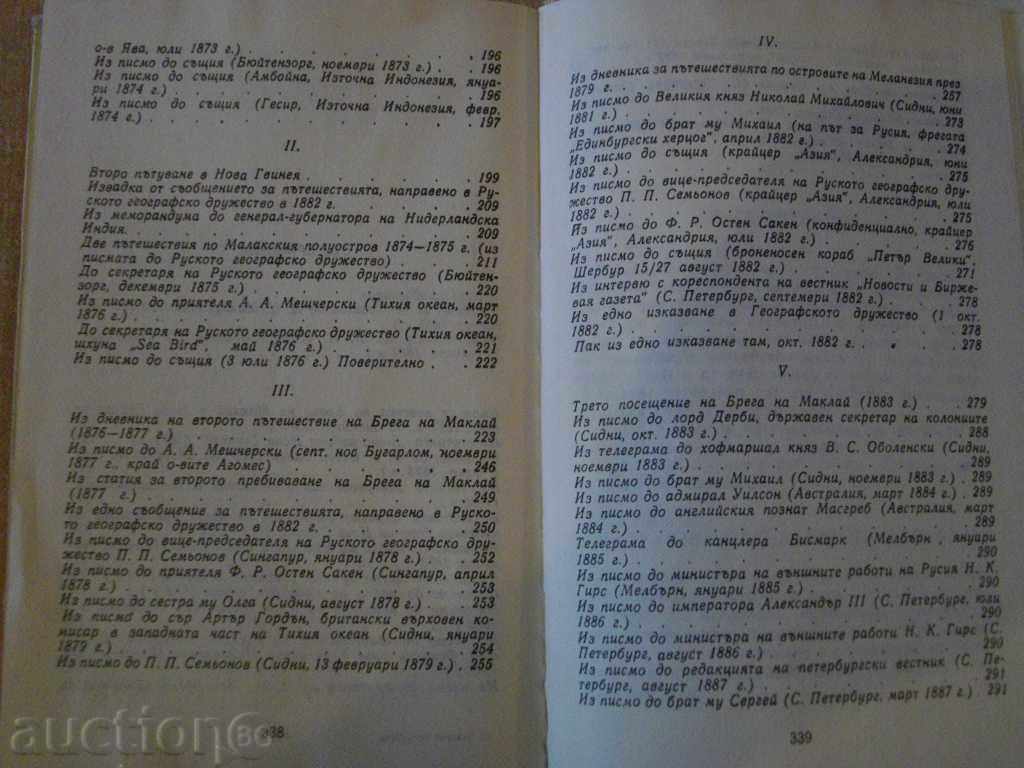 о-в Ява, юли 1873 г.) . . . . . . . . . . . 196
Из писмо до същия (Бюйтензорг, ноември 1873 г.) . . 196
Из писмо до същия (Амбойна, Източна Индонезия, януа-
ри 1874 г.) . . . . . . . . . . . . . 196
Из писмо до същия (Гесир, Източна Индонезия, февр.
1874 г.) . . . . . . . . . . . . . . 197
II.
Второ пътуване в Нова Гвинея . . . . . . . . 199
Извадка от съобщението за пътешествията, направено в Рус-
ското географско дружество в 1882 г. . . . . . . 209
Из меморандума до генерал-губернатора на Нидерландска
Индия. . . . . . . . . . . . . . . 209
Две пътешествия по Малакския полуостров 1874—1875 г. (из
писмата до Руското географско дружество) . . . . 211
До секретаря на Руското географско дружество (Бюйтен-
зорг, декември 1875 г.) . . . . . . . . . . 220
Из писмо до приятеля А. А. Мешчерски (Тихия океан, март
1876 г.) . . . . . . . . . . . . . . 220
До секретаря на Руското географско дружество (Тихия океан,
шхуна „Sea Bird", май 1876 г.) . . . . . . . . 221
Из писмо до същия (3 юли 1876 г.) Поверително . . 222
III.
Из дневника на второто пътешествие на Брега на Маклай
(1876—1877 г.) . . . . . . . . . . . . 223
Из писмо до А. А. Мешчерски (септ. нос Бугарлом, ноември
1877 г., край о-вите Агомес) . . . . . . . . 246
Из статия за второто пребиваване на Брега на Маклай
(1877 г.) . . . . . . . . . . . . . . 249
Из едно съобщение за пътешествията, направено в Руско-
то географско дружество в 1882 г. . . . . . . . 250
Из писмо до вице-председателя на Руското географско дру-
жество П. П. Семьонов (Сингапур, януари 1878 г.) . . 252
Из писмо до приятеля Ф. Р. Остен Сакен (Сингапур, април
1878 г.) . . . . . . . . . . . . . . 253
Из писмо до сестра му Олга (Сидни, август 1878 г.) . . 253
Из писмо до сър Артър Гордън, британски върховен ко-
мисар в западната част на Тихия океан (Сидни, януари
1879 г.) . . . . . . . . . . . . . . 254
Из писмо до П. П. Семьонов (Сидни, 13 февруари 1879 г.) . 255
338
IV.
Из дневника за пътешествията по островите на Меланезия през
1879 г. . . . . . . . . . . . . . . 257
Из писмо до Великия княз Николай Михайлович (Сидни, юни
1881 г.) . . . . . . . . . . . . . . 273
Из писмо до брат му Михаил (на път за Русия, фрегата
„Единбургски херцог", април 1882 г.) . . . . . . 274
Из писмо до същия (крайцер „Азия", Александрия, юни
1882 г.) . . . . . . . . . . . . . . 275
Из писмо до вице-председателя на Руското географско дру-
жество П. П. Семьонов (крайцер „Азия", Александрия, юли
1882 г.) . . . . . . . . . . . . . . 275
Из писмо до Ф. Р. Остен Сакен (конфиденциално, крайцер
„Азия", Александрия, юли 1882 г.) . . . . . . . 276
Из писмо до същия (броненосен кораб „Петър Велики",
Шербур 15/27 август 1882 г.) . . . . . . . . 271
Из интервю с кореспондента на вестник „Новости и Бирже-
вая газета" (С. Петербург, септември 1882 г.) . . . . 278
Из едно изказване в Географското дружество (1 окт.
1882 г.) . . . . . . . . . . . . . . 278
Пак из едно изказване там, окт. 1882 г. . . . . . 278
V.
Трето посещение на Брега на Маклай (1883 г.) . . . 279
Из писмо до лорд Дерби, държавен секретар на колониите
(Сидни, окт. 1883 г.) . . . . . . . . . . 288
Из телеграма до хофмаршал княз В. С. Оболенски (Сидни,
ноември 1883 г.) . . . . . . . . . . . . 289
Из писмо до брат му Михаил (Сидни, ноември 1883 г.) . 289
Из писмо до адмирал Уилсон (Австралия, март 1884 г.) . 289
Из писмо до английския познат Масгреб (Австралия, март
1884 г.) . . . . . . . . . . . . . . 289
Телеграма до канцлера Бисмарк (Мелбърн, януари
1885 г.) . . . . . . . . . . . . . . 290
Из писмо до министъра на външните работи на Русия Н. К.
Гирс (Мелбърн, януари 1885 г.) . . . . . . . . 290
Из писмо до императора Александър III (С. Петербург, юли
1886 г.) . . . . . . . . . . . . . . 290
Из писмо до министъра на външните работи Н. К. Гирс (С.
Петербург, август 1886 г.) . . . . . . . . . 290
Из писмо до редакцията на петербургски вестник (С. Пе-
тербург, август 1887 г.) . . . . . . . . . . 291
Из писмо до брат му Сергей (С. Петербург, март 1887 г.) . 291
339
auction86